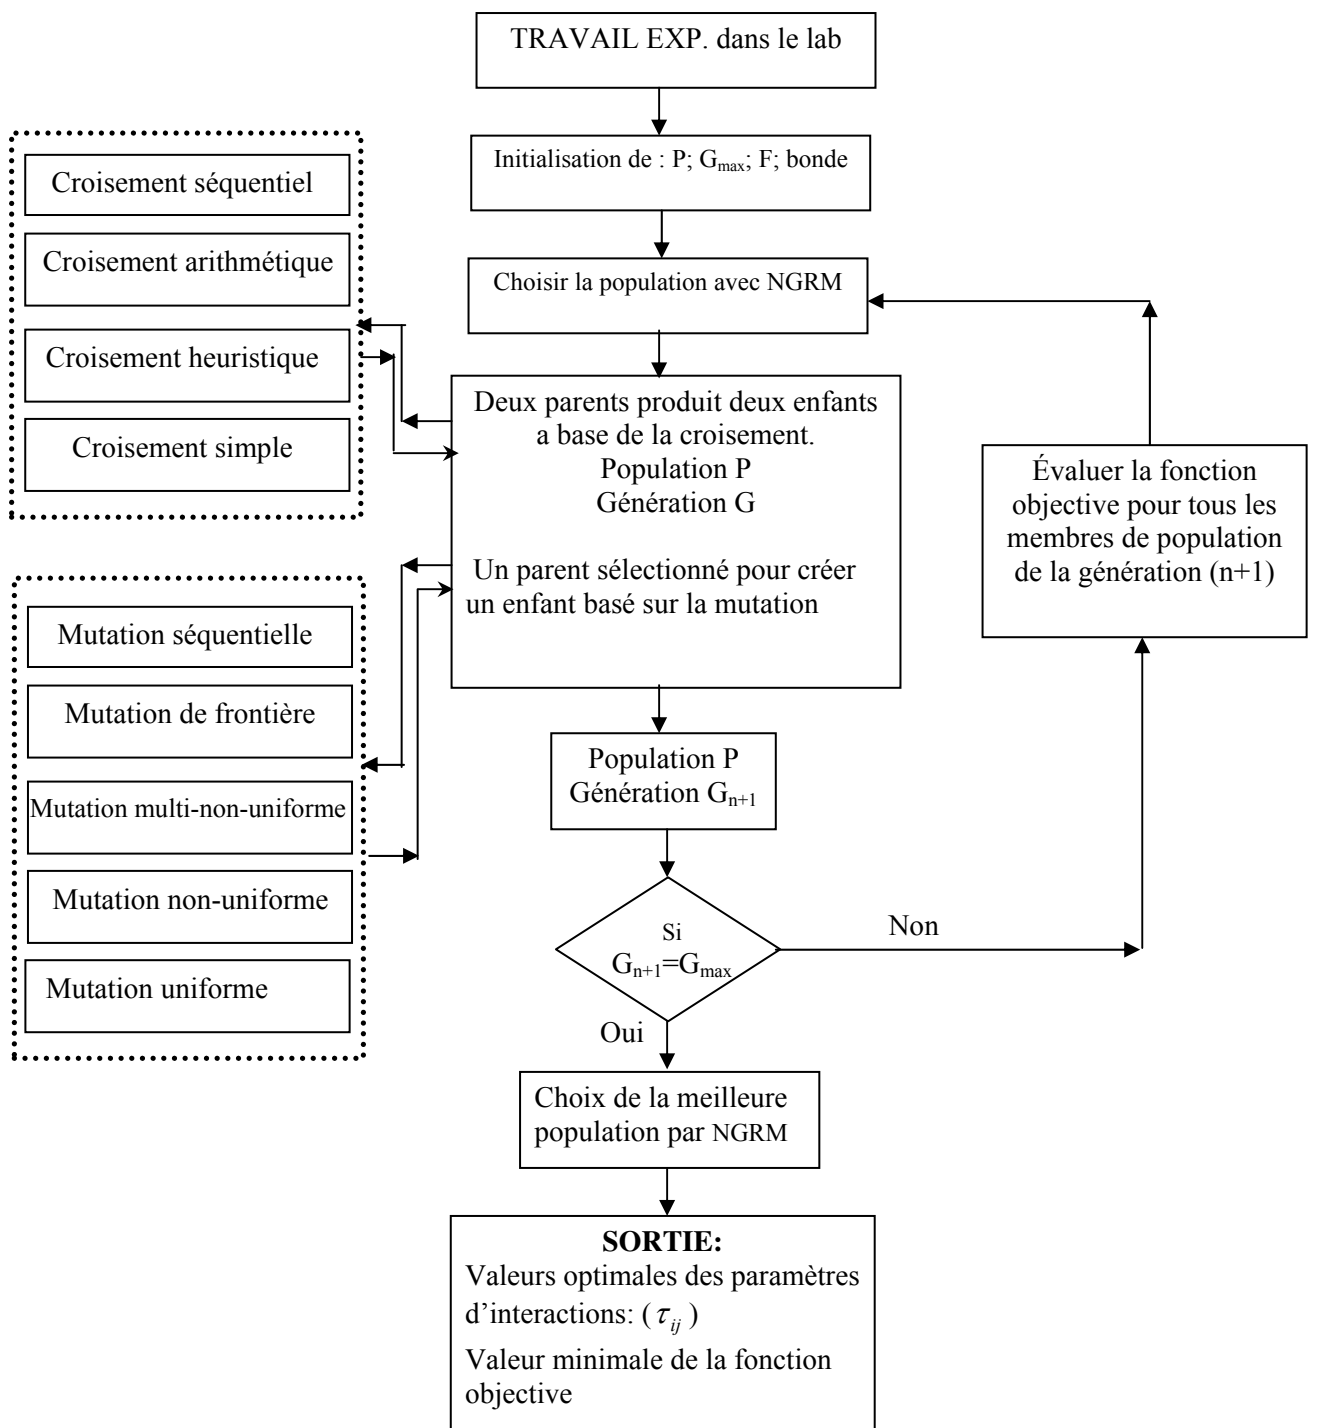 TRAVAIL EXP. dans le lab
Initialisation de : P; Gmax; F; bonde
Choisir la population avec NGRM
Croisement séquentiel
Croisement arithmétique
Croisement heuristique
Croisement simple
Deux parents produit deux enfants
a base de la croisement.
Population P
Génération G
Un parent sélectionné pour créer
un enfant basé sur la mutation
Évaluer la fonction
objective pour tous les
membres de population
de la génération (n+1)
Mutation séquentielle
Mutation de frontière
Mutation multi-non-uniforme
Mutation non-uniforme
Mutation uniforme
Population P
Génération Gn+1
Si
Gn+1=Gmax
Non
Oui
Choix de la meilleure
population par NGRM
SORTIE:
Valeurs optimales des paramètres
d’interactions: (τij)
Valeur minimale de la fonction
objective